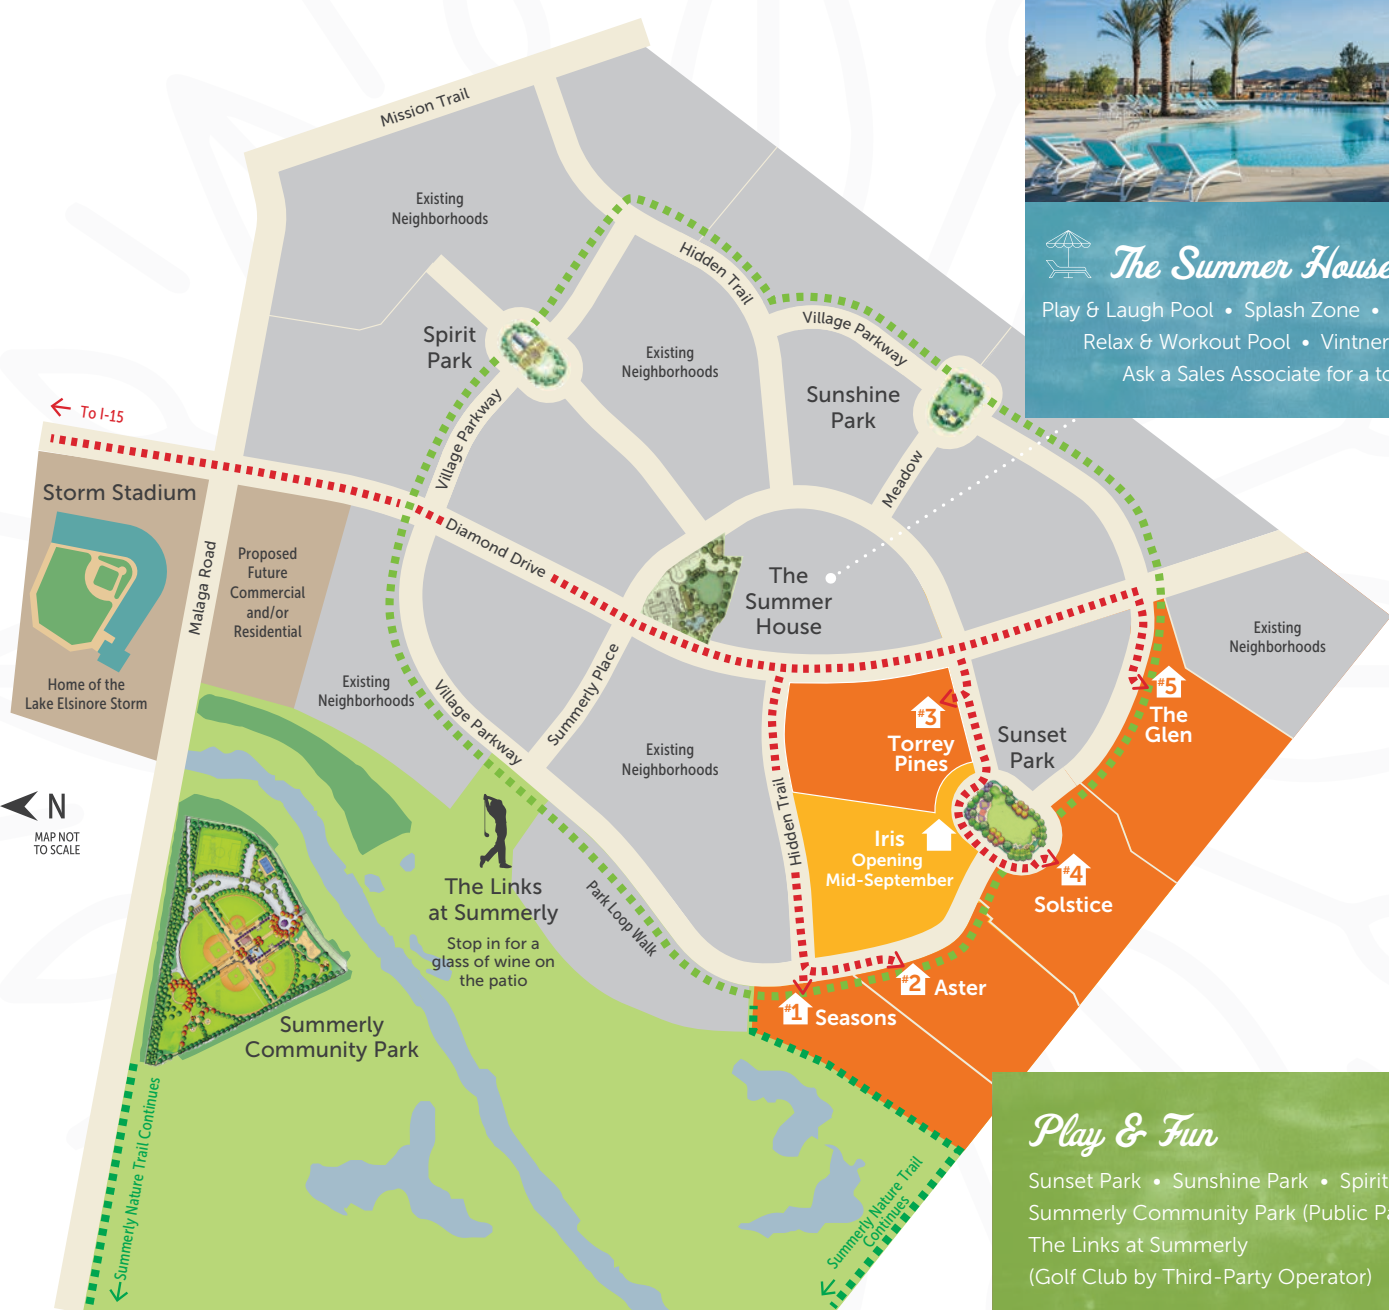 Mission Trail
Existing
Neighborhoods
Hidden Trail
Village Parkway
Spirit
Park
Existing
Neighborhoods
Sunshine
Park
The Summer House
Play & Laugh Pool • Splash Zone •
Relax & Workout Pool • Vintner
Ask a Sales Associate for a to
To I-15
Village Parkway
Meadow
Storm Stadium
Diamond Drive
Malaga Road
Proposed
Future
Commercial
and/or
Residential
The
Summer
House
Home of the
Lake Elsinore Storm
Existing
Neighborhoods
Village Parkway
Summerly Place
Existing
Neighborhoods
Existing
Neighborhoods
#5
The
Glen
#3
Torrey
Pines
Sunset
Park
Hidden Trail
N
MAP NOT
TO SCALE
Iris
Opening
Mid-September
#4
Solstice
The Links
at Summerly
Stop in for a
glass of wine on
the patio
Park Loop Walk
#2 Aster
#1 Seasons
Summerly
Community Park
Summerly Nature Trail Continues
Summerly Nature Trail
Continues
Play & Fun
Sunset Park • Sunshine Park • Spirit
Summerly Community Park (Public Pa
The Links at Summerly
(Golf Club by Third-Party Operator)